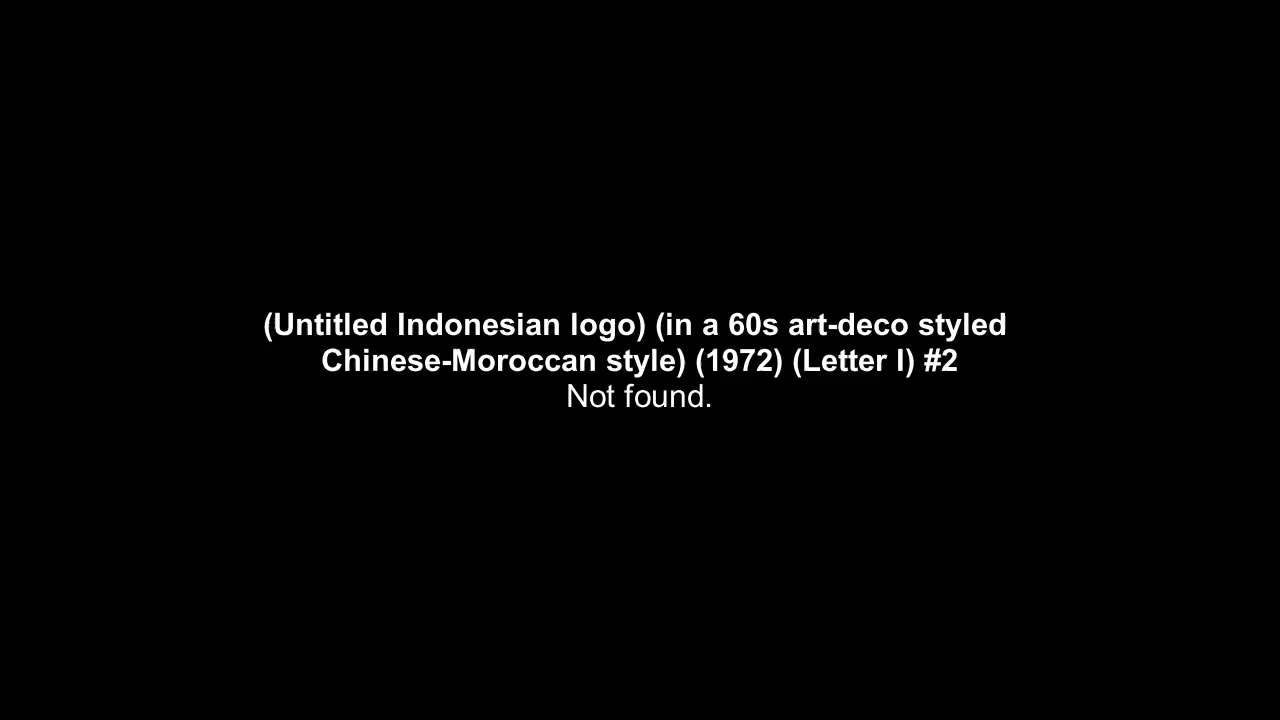 (Untitled Indonesian logo) (in a 60s art-deco styled
Chinese-Moroccan style) (1972) (Letter I) #2
Not found.